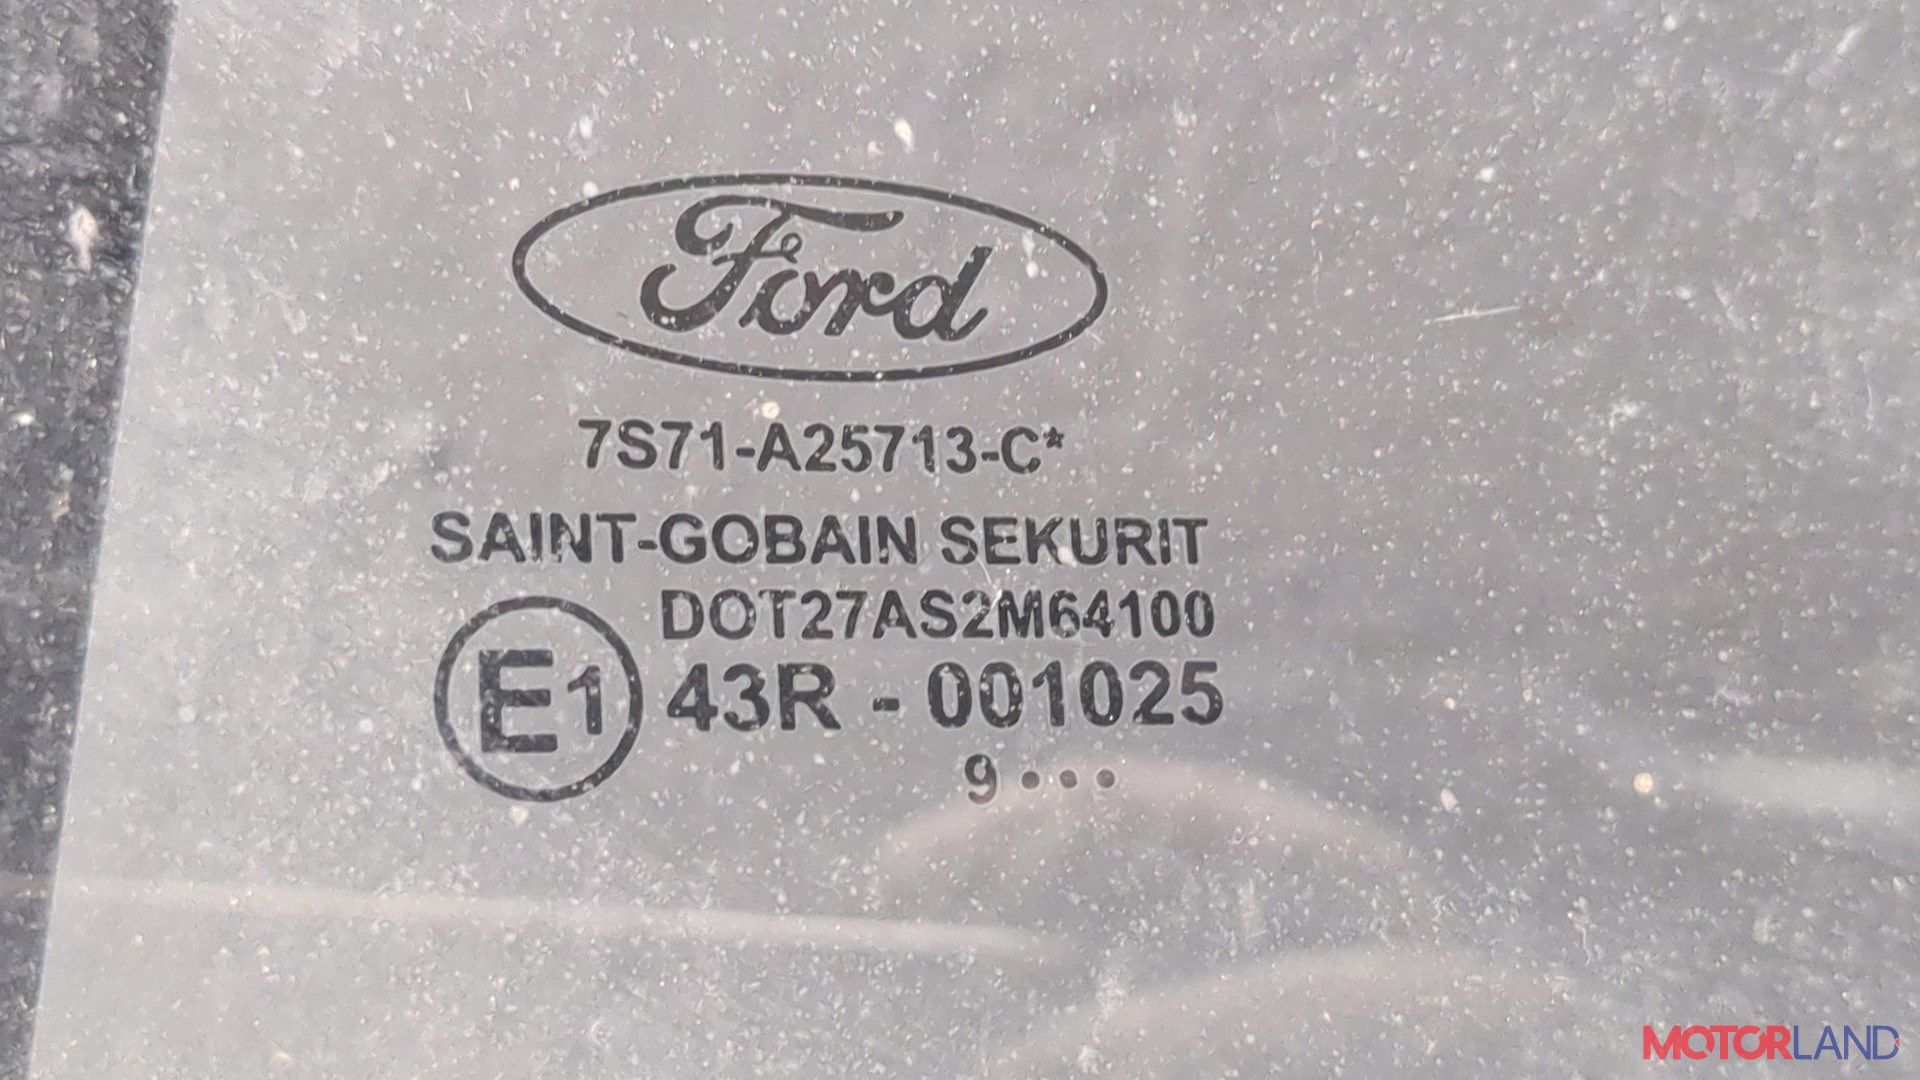 Ford
7S71-A25713-C*
SAINT-GOBAIN SEKURIT
DOT27AS2M64100
E1 43R - 001025
9 •••
MOTORLAND